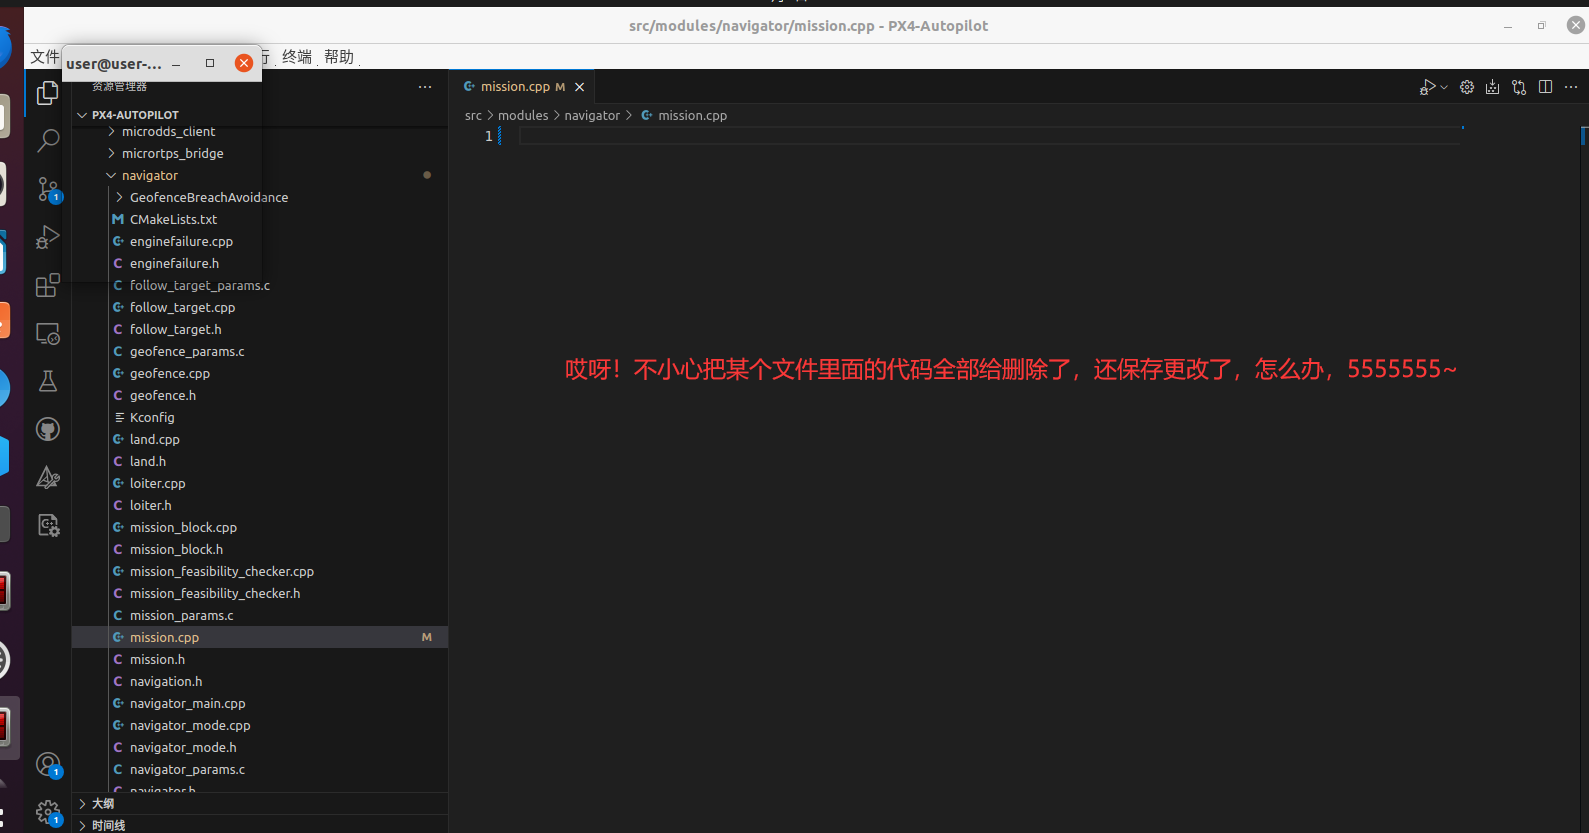 src/modules/navigator/mission.cpp - PX4-Autopilot
文件
行
终端
帮助
user@user-...
资源管理器
PX4-AUTOPILOT
microdds_client
micrortps_bridge
navigator
GeofenceBreachAvoidance
CMakeLists.txt
enginefailure.cpp
enginefailure.h
follow_target_params.c
follow_target.cpp
follow_target.h
geofence_params.c
geofence.cpp
geofence.h
Kconfig
land.cpp
land.h
loiter.cpp
loiter.h
mission_block.cpp
mission_block.h
mission_feasibility_checker.cpp
mission_feasibility_checker.h
mission_params.c
mission.cpp M
mission.h
navigation.h
navigator_main.cpp
navigator_mode.cpp
navigator_mode.h
navigator_params.c
navigator.h
大纲
时间线
mission.cpp M
src > modules > navigator > mission.cpp
1
哎呀！不小心把某个文件里面的代码全部给删除了，还保存更改了，怎么办，5555555~
1
1
1